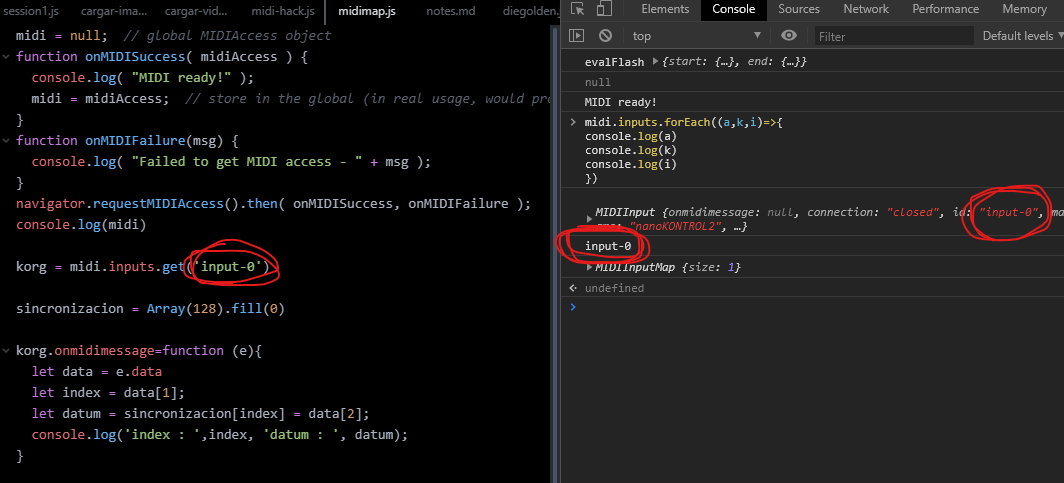 session1.js cargar-ima... cargar-vid... midi-hack.js midimap.js notes.md diegolden.
midi = null;  // global MIDIAccess object
function onMIDISuccess( midiAccess ) {
  console.log( "MIDI ready!" );
  midi = midiAccess;  // store in the global (in real usage, would pro
}
function onMIDIFailure(msg) {
  console.log( "Failed to get MIDI access - " + msg );
}
navigator.requestMIDIAccess().then( onMIDISuccess, onMIDIFailure );
console.log(midi)
korg = midi.inputs.get('input-0')
sincronizacion = Array(128).fill(0)
korg.onmidimessage=function (e){
  let data = e.data
  let index = data[1];
  let datum = sincronizacion[index] = data[2];
  console.log('index : ',index, 'datum : ', datum);
}
Elements Console Sources Network Performance Memory
top Filter Default levels
evalFlash {start: {…}, end: {…}}
null
MIDI ready!
midi.inputs.forEach((a,k,i)=>{
console.log(a)
console.log(k)
console.log(i)
})
MIDIInput {onmidimessage: null, connection: "closed", id: "input-0", ma
"nanoKONTROL2", …}
input-0
MIDIInputMap {size: 1}
undefined